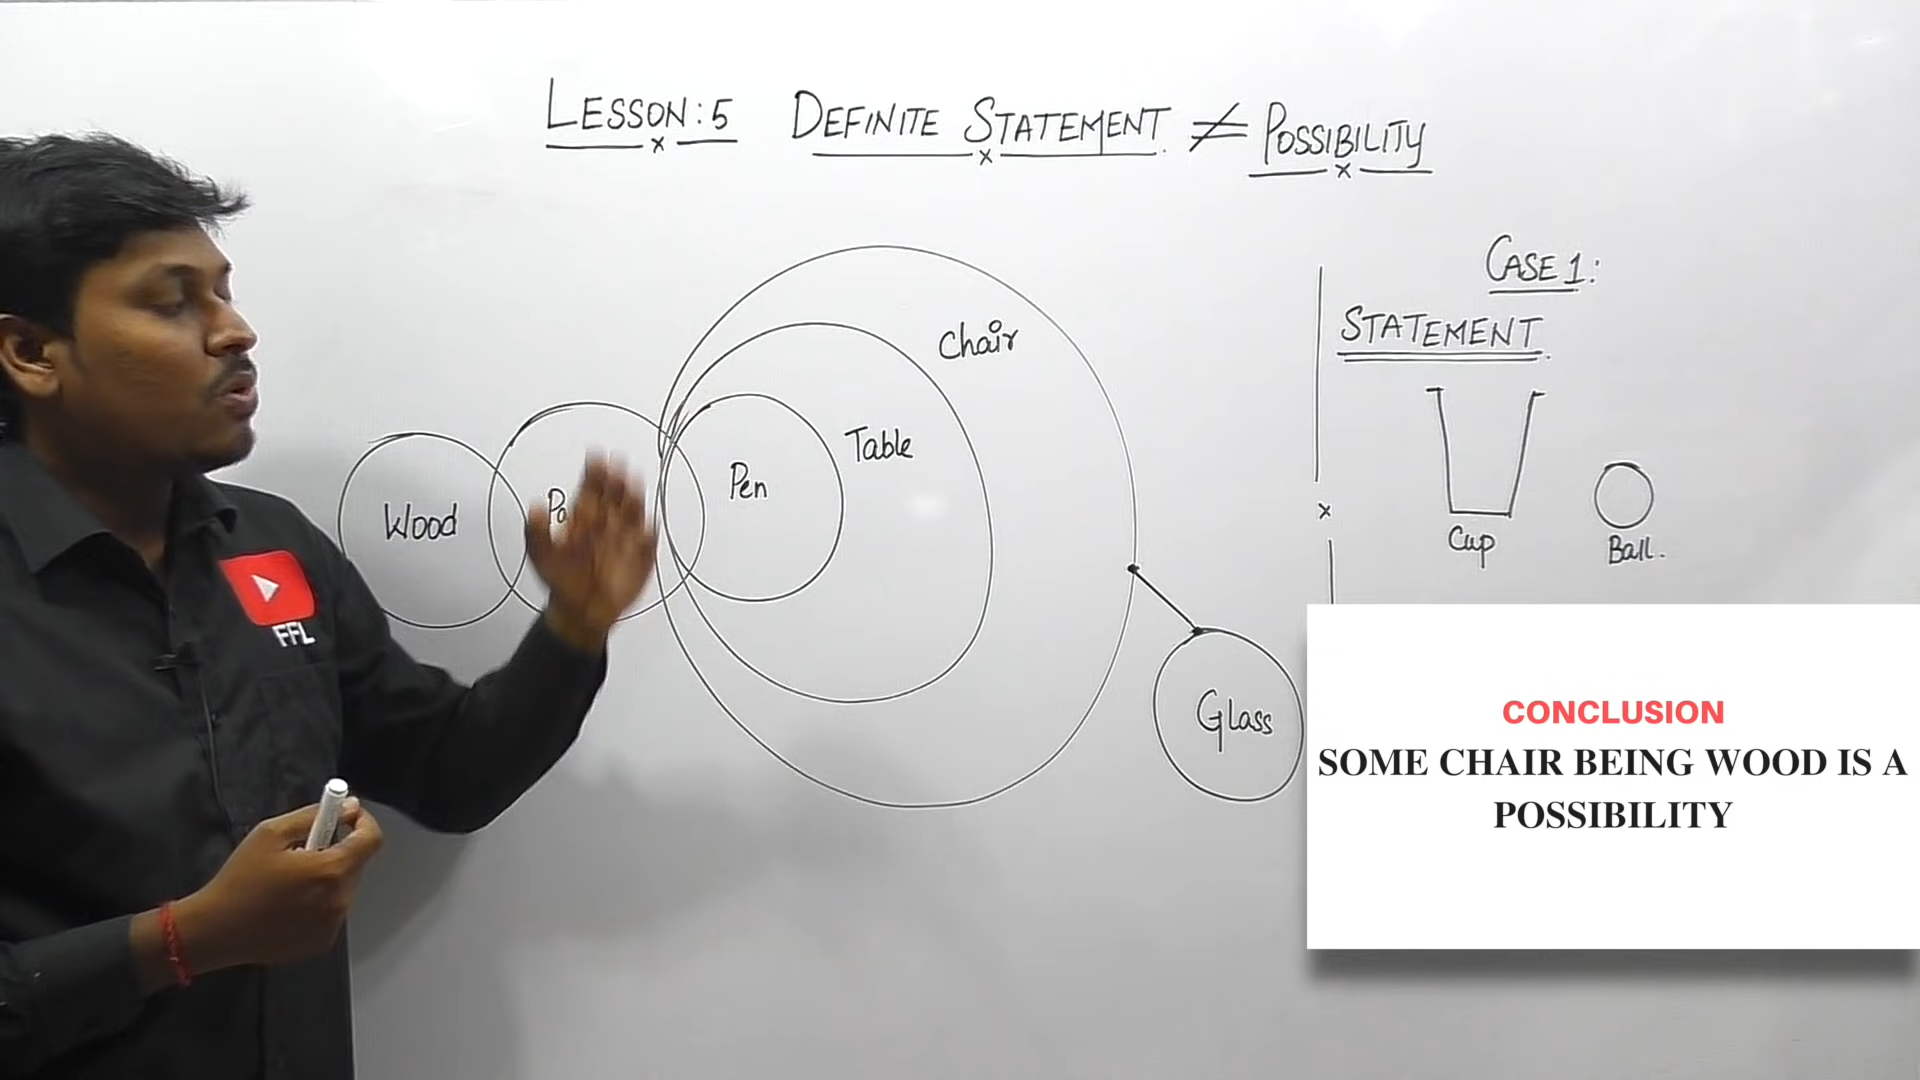 LESSON: 5 DEFINITE STATEMENT ≠ POSSIBILITY
CASE 1:
STATEMENT
Chair
Table
Pen
Wood
Cup
Ball.
FFL
Glass
CONCLUSION
SOME CHAIR BEING WOOD IS A
POSSIBILITY